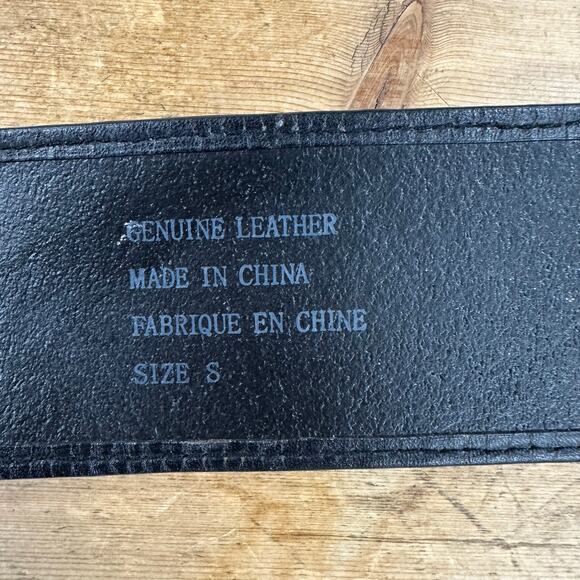 GENUINE LEATHER
MADE IN CHINA
FABRIQUE EN CHINE
SIZE S